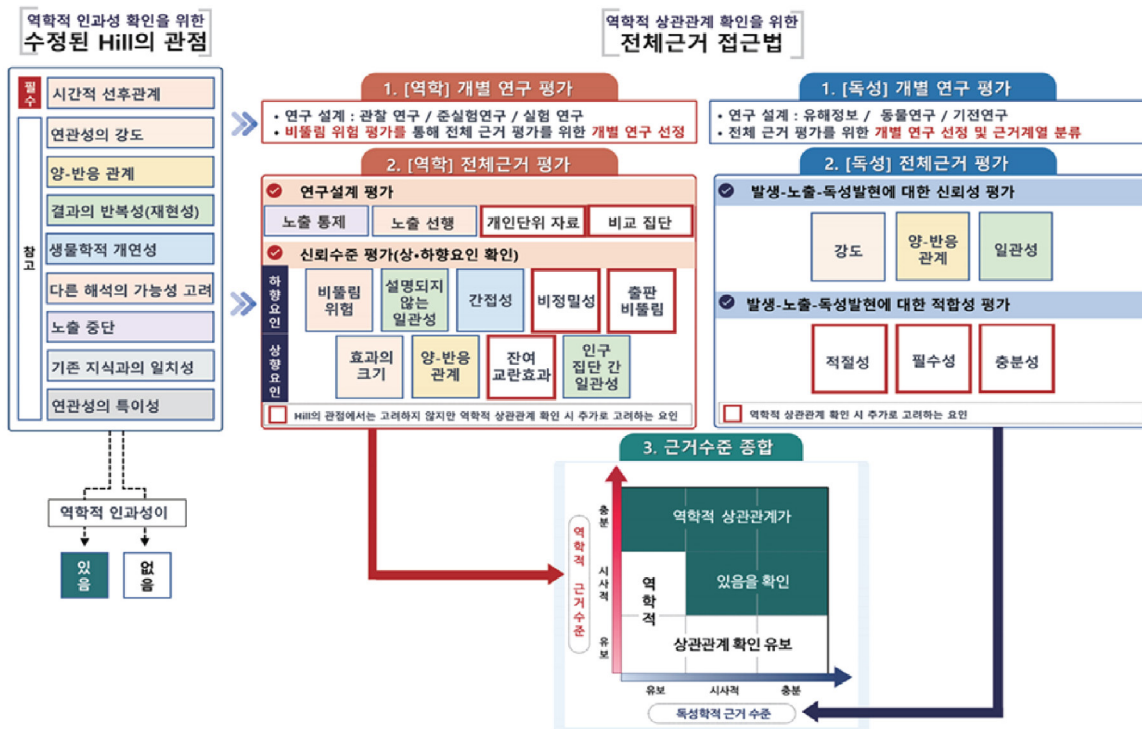 역학적 인과성 확인을 위한
수정된 Hill의 관점
역학적 상관관계 확인을 위한
전체근거 접근법
필수
시간적 선후관계
참고
연관성의 강도
양-반응 관계
결과의 반복성(재현성)
생물학적 개연성
다른 해석의 가능성 고려
노출 중단
기존 지식과의 일치성
연관성의 특이성
역학적 인과성이
있음
없음
1. [역학] 개별 연구 평가
• 연구 설계 : 관찰 연구 / 준실험연구 / 실험 연구
• 비뚤림 위험 평가를 통해 전체 근거 평가를 위한 개별 연구 선정
2. [역학] 전체근거 평가
연구설계 평가
노출 통제
노출 선행
개인단위 자료
비교 집단
신뢰수준 평가(상•하향요인 확인)
하향요인
비뚤림
위험
설명되지
않는
일관성
간접성
비정밀성
출판
비뚤림
상향요인
효과의
크기
양-반응
관계
잔여
교란효과
인구
집단 간
일관성
Hill의 관점에서는 고려하지 않지만 역학적 상관관계 확인 시 추가로 고려하는 요인
1. [독성] 개별 연구 평가
• 연구 설계 : 유해정보 / 동물연구 / 기전연구
• 전체 근거 평가를 위한 개별 연구 선정 및 근거계열 분류
2. [독성] 전체근거 평가
발생-노출-독성발현에 대한 신뢰성 평가
강도
양-반응
관계
일관성
발생-노출-독성발현에 대한 적합성 평가
적절성
필수성
충분성
역학적 상관관계 확인 시 추가로 고려하는 요인
3. 근거수준 종합
역학적 근거수준
충분
시사적
유보
역학적 상관관계가
있음을 확인
역학적
상관관계 확인 유보
유보
시사적
충분
독성학적 근거 수준